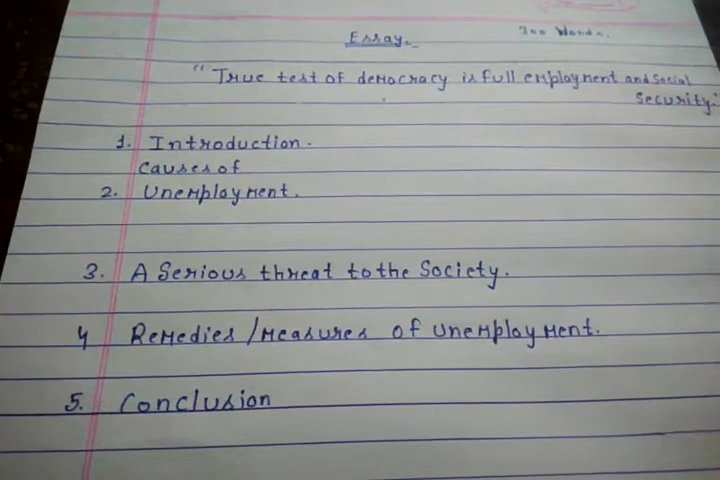 Essay.
Words.
"True test of democracy is full employment and Social
Security."
1. Introduction.
Causes of
2. Unemployment.
3. A Serious threat to the Society.
4 Remedies/Measures of unemployment.
5. Conclusion